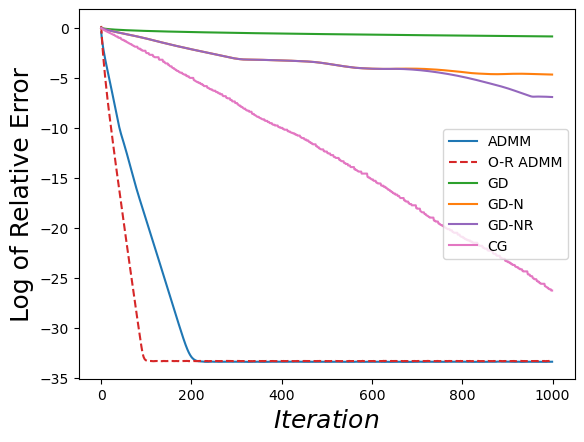 0
−5
−10
−15
−20
−25
−30
−35
Log of Relative Error
ADMM
O-R ADMM
GD
GD-N
GD-NR
CG
0 200 400 600 800 1000
Iteration